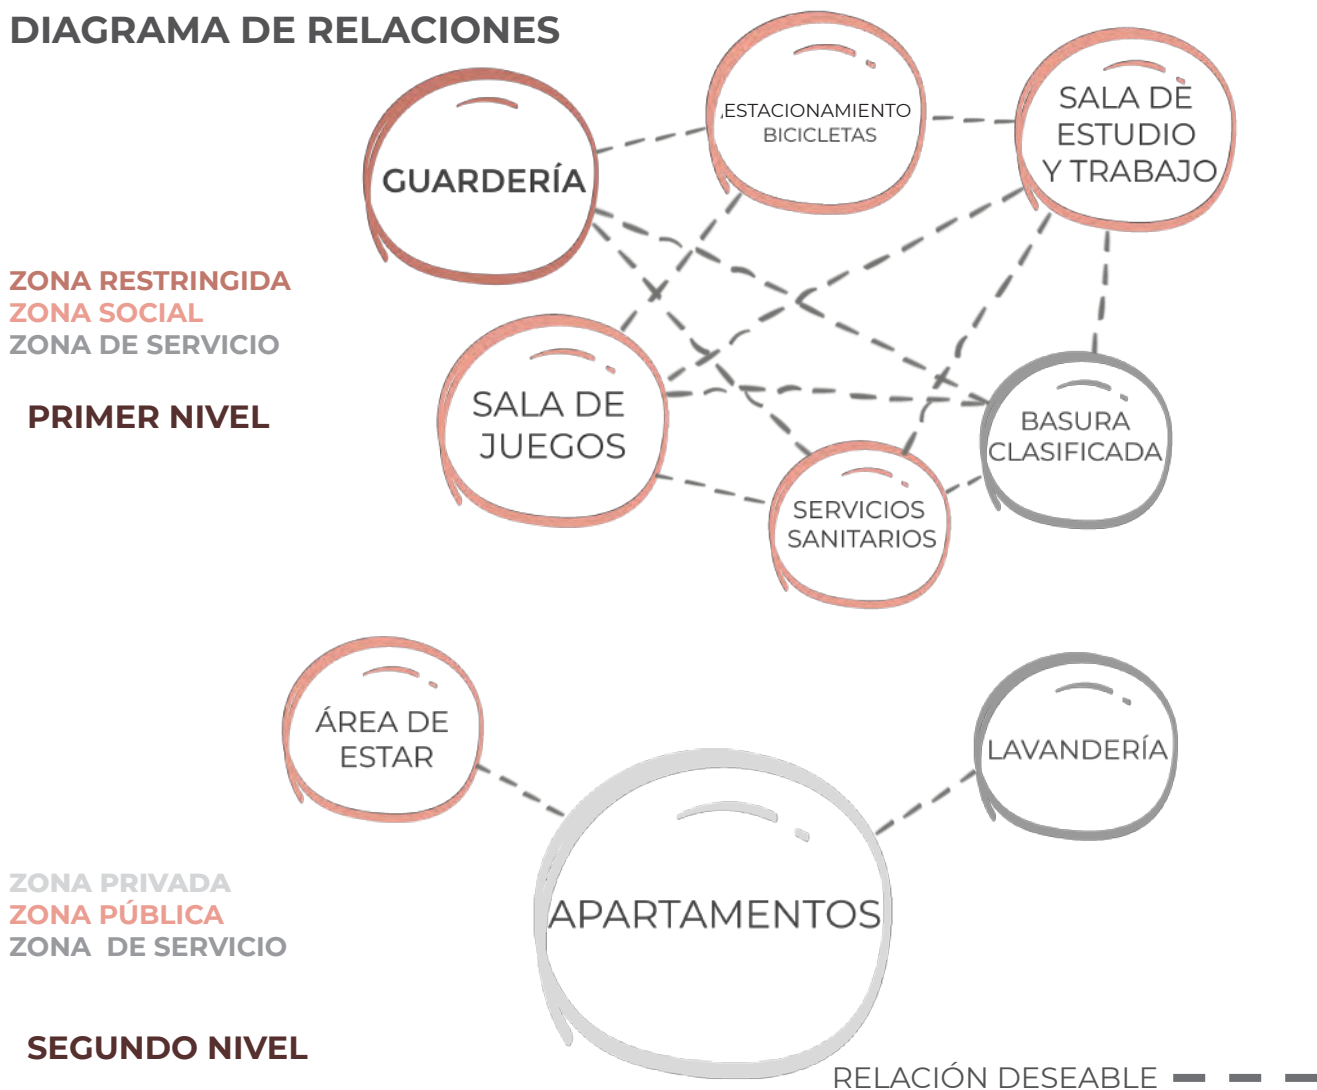 DIAGRAMA DE RELACIONES
GUARDERÍA
ESTACIONAMIENTO
BICICLETAS
SALA DE
ESTUDIO
Y TRABAJO
ZONA RESTRINGIDA
ZONA SOCIAL
ZONA DE SERVICIO
PRIMER NIVEL
SALA DE
JUEGOS
SERVICIOS
SANITARIOS
BASURA
CLASIFICADA
ÁREA DE
ESTAR
LAVANDERÍA
APARTAMENTOS
ZONA PRIVADA
ZONA PÚBLICA
ZONA DE SERVICIO
SEGUNDO NIVEL
RELACIÓN DESEABLE